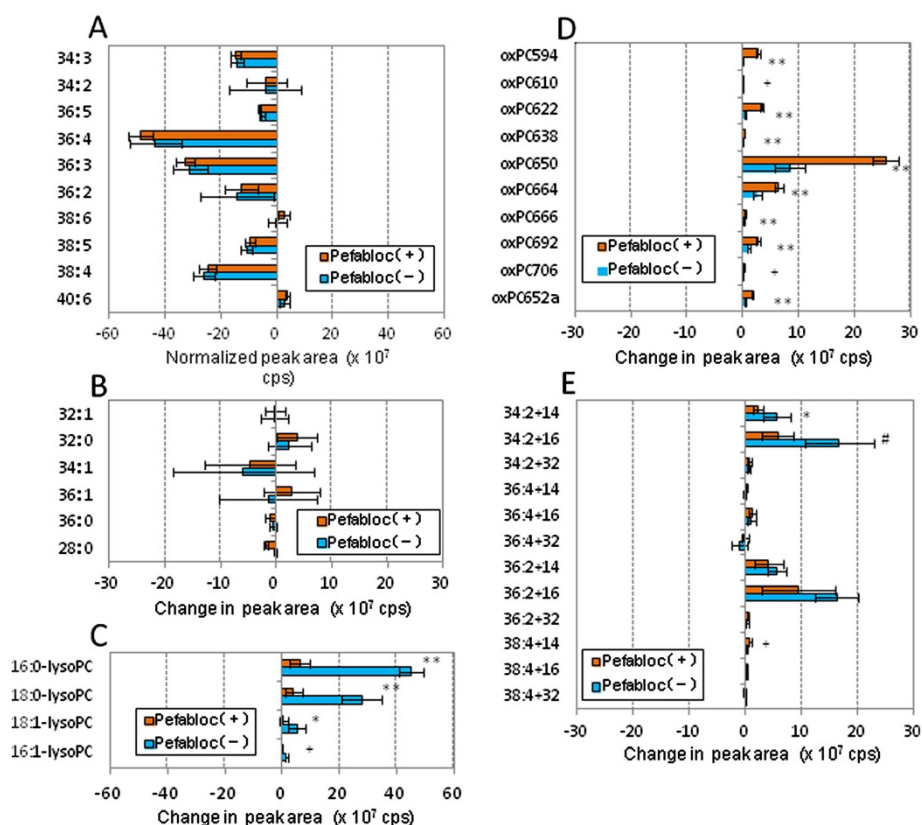 A
34:3
34:2
36:5
36:4
36:3
36:2
38:6
38:5
38:4
40:6
Pefabloc(+)
Pefabloc(−)
-60 -40 -20 0 20 40 60
Normalized peak area (x 10⁷
cps)
B
32:1
32:0
34:1
36:1
36:0
28:0
Pefabloc(+)
Pefabloc(−)
-30 -20 -10 0 10 20 30
Change in peak area (x 10⁷ cps)
C
16:0-lysoPC **
18:0-lysoPC **
18:1-lysoPC *
16:1-lysoPC +
Pefabloc(+)
Pefabloc(−)
-60 -40 -20 0 20 40 60
Change in peak area (x 10⁷ cps)
D
oxPC594 **
oxPC610 +
oxPC622 **
oxPC638 **
oxPC650 **
oxPC664 **
oxPC666 **
oxPC692 **
oxPC706 +
oxPC652a **
Pefabloc(+)
Pefabloc(−)
-30 -20 -10 0 10 20 30
Change in peak area (x 10⁷ cps)
E
34:2+14 *
34:2+16 #
34:2+32
36:4+14
36:4+16
36:4+32
36:2+14
36:2+16
36:2+32
38:4+14 +
38:4+16
38:4+32
Pefabloc(+)
Pefabloc(−)
-30 -20 -10 0 10 20 30
Change in peak area (x 10⁷ cps)